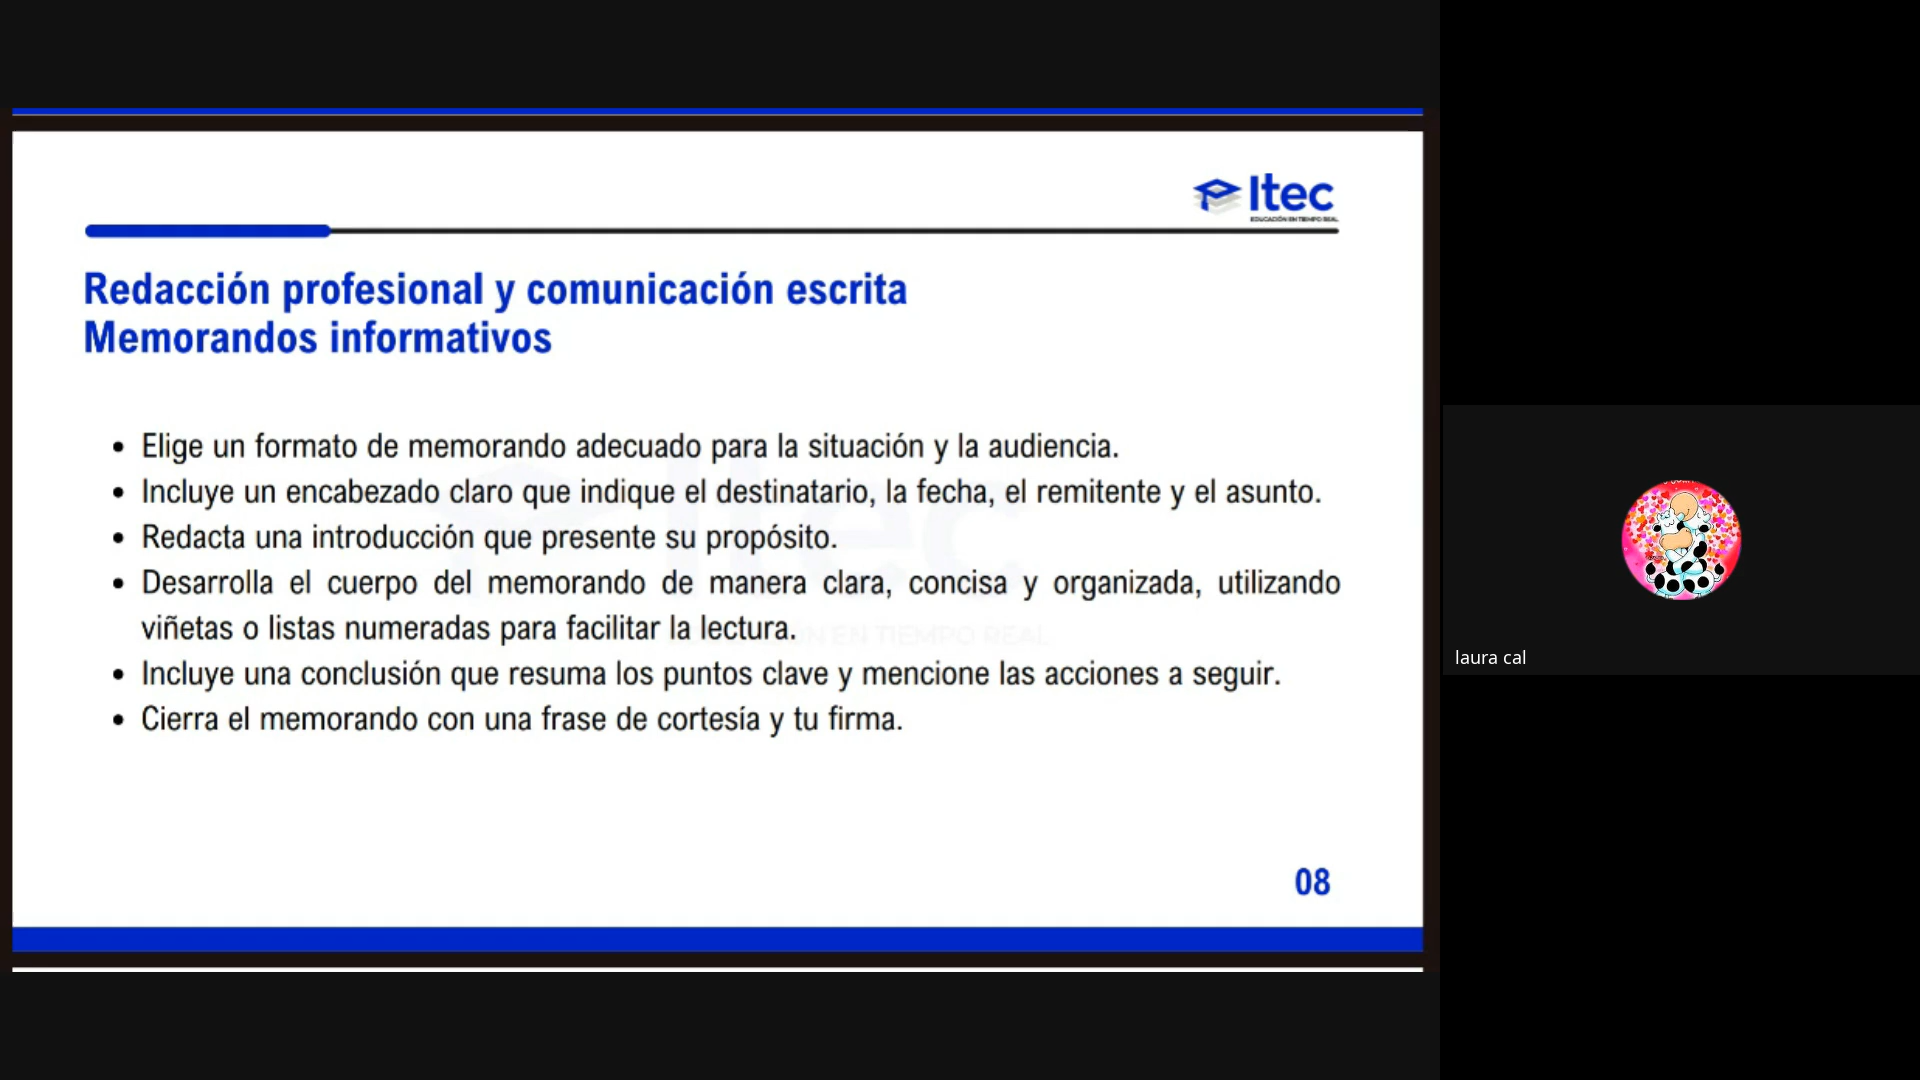 Itec
EDUCACIÓN EN TIEMPO REAL
Redacción profesional y comunicación escrita
Memorandos informativos
• Elige un formato de memorando adecuado para la situación y la audiencia.
• Incluye un encabezado claro que indique el destinatario, la fecha, el remitente y el asunto.
• Redacta una introducción que presente su propósito.
• Desarrolla el cuerpo del memorando de manera clara, concisa y organizada, utilizando
viñetas o listas numeradas para facilitar la lectura.
• Incluye una conclusión que resuma los puntos clave y mencione las acciones a seguir.
• Cierra el memorando con una frase de cortesía y tu firma.
08
laura cal